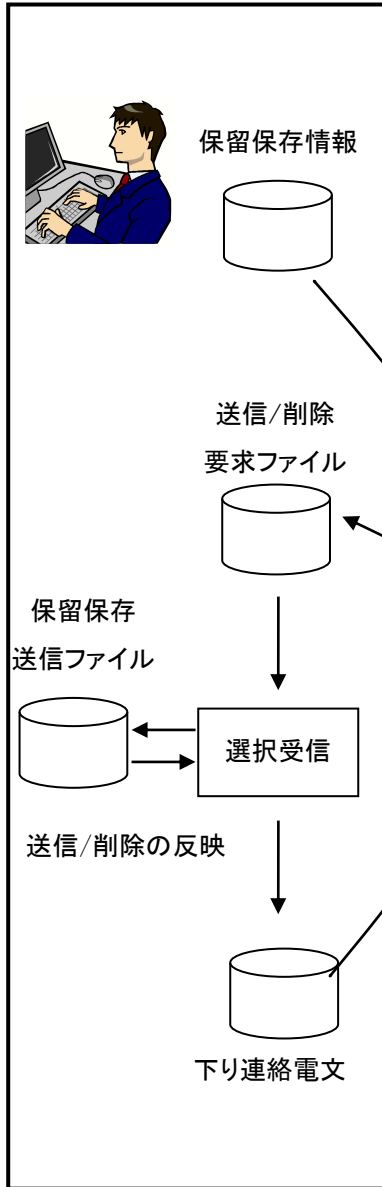 保留保存情報
送信/削除
要求ファイル
保留保存
送信ファイル
選択受信
送信/削除の反映
下り連絡電文